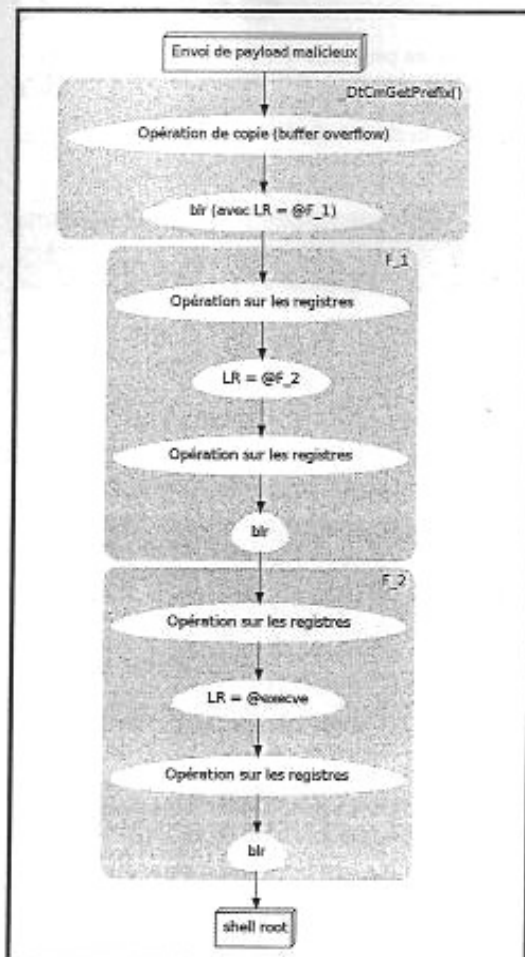 Envoi de payload malicieux
_DtCmGetPrefix()
Opération de copie (buffer overflow)
blr (avec LR = @F_1)
F_1
Opération sur les registres
LR = @F_2
Opération sur les registres
blr
F_2
Opération sur les registres
LR = @execve
Opération sur les registres
blr
shell root